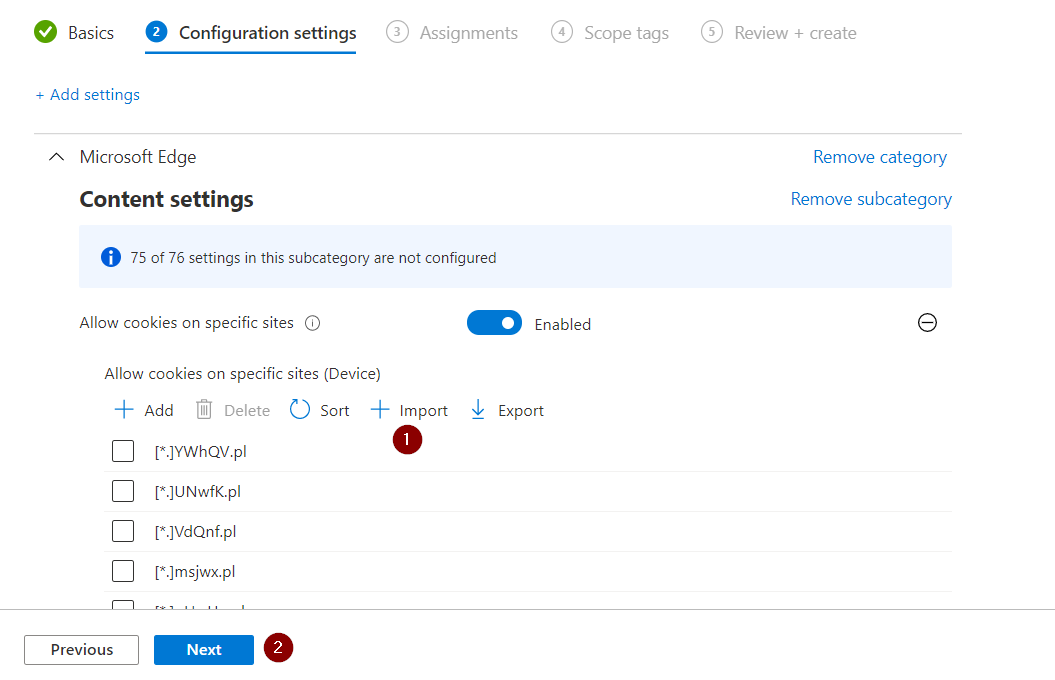 Basics 2 Configuration settings 3 Assignments 4 Scope tags 5 Review + create
+ Add settings
Microsoft Edge Remove category
Content settings Remove subcategory
75 of 76 settings in this subcategory are not configured
Allow cookies on specific sites Enabled
Allow cookies on specific sites (Device)
Add Delete Sort Import Export
1
[*.]YWhQV.pl
[*.]UNwfK.pl
[*.]VdQnf.pl
[*.]msjwx.pl
Previous Next 2